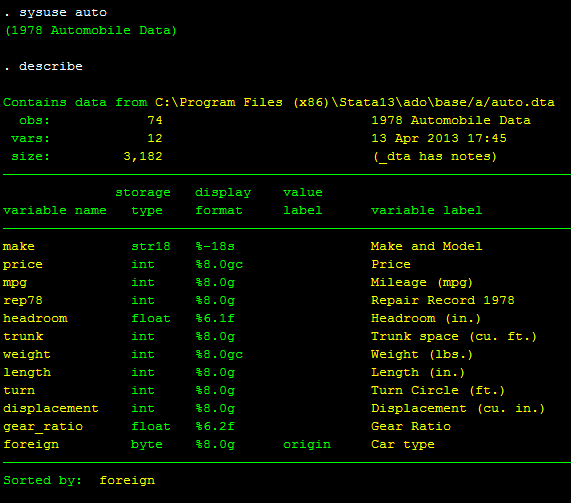 . sysuse auto
(1978 Automobile Data)
. describe
Contains data from C:\Program Files (x86)\Stata13\ado\base/a/auto.dta
obs: 74 1978 Automobile Data
vars: 12 13 Apr 2013 17:45
size: 3,182 (_dta has notes)
storage display value
variable name type format label variable label
make str18 %-18s Make and Model
price int %8.0gc Price
mpg int %8.0g Mileage (mpg)
rep78 int %8.0g Repair Record 1978
headroom float %6.1f Headroom (in.)
trunk int %8.0g Trunk space (cu. ft.)
weight int %8.0gc Weight (lbs.)
length int %8.0g Length (in.)
turn int %8.0g Turn Circle (ft.)
displacement int %8.0g Displacement (cu. in.)
gear_ratio float %6.2f Gear Ratio
foreign byte %8.0g origin Car type
Sorted by: foreign